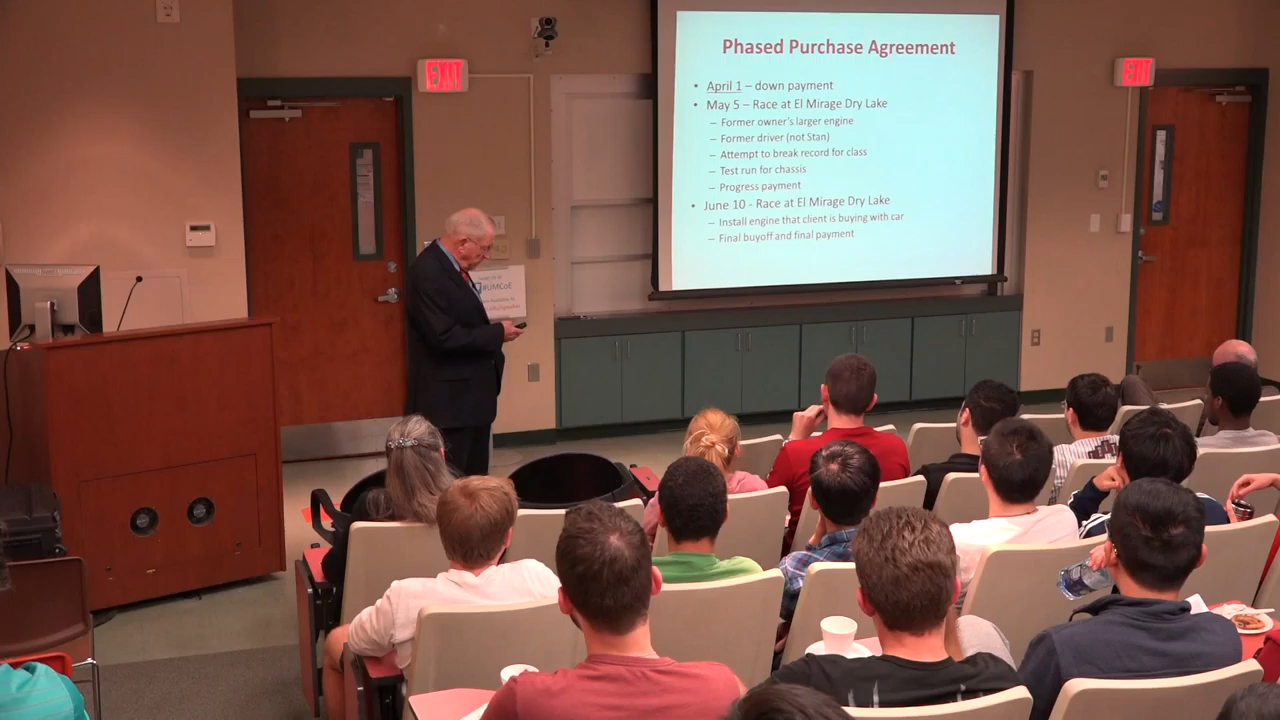 EXIT
EXIT
Phased Purchase Agreement
• April 1 – down payment
• May 5 – Race at El Mirage Dry Lake
– Former owner's larger engine
– Former driver (not Stan)
– Attempt to break record for class
– Test run for chassis
– Progress payment
• June 10 - Race at El Mirage Dry Lake
– Install engine that client is buying with car
– Final buyoff and final payment
#UMCoE